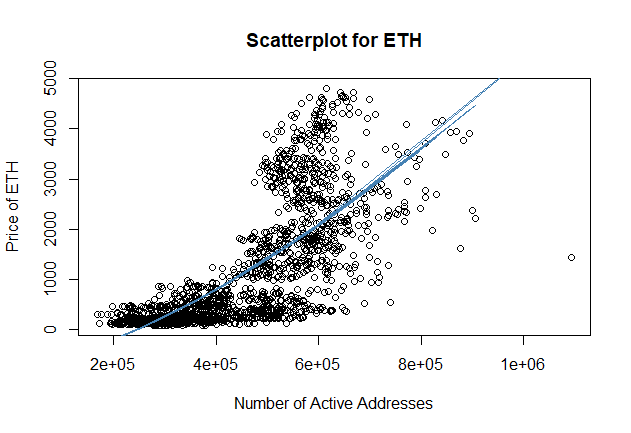 Scatterplot for ETH
Price of ETH
5000
4000
3000
2000
1000
0
2e+05 4e+05 6e+05 8e+05 1e+06
Number of Active Addresses